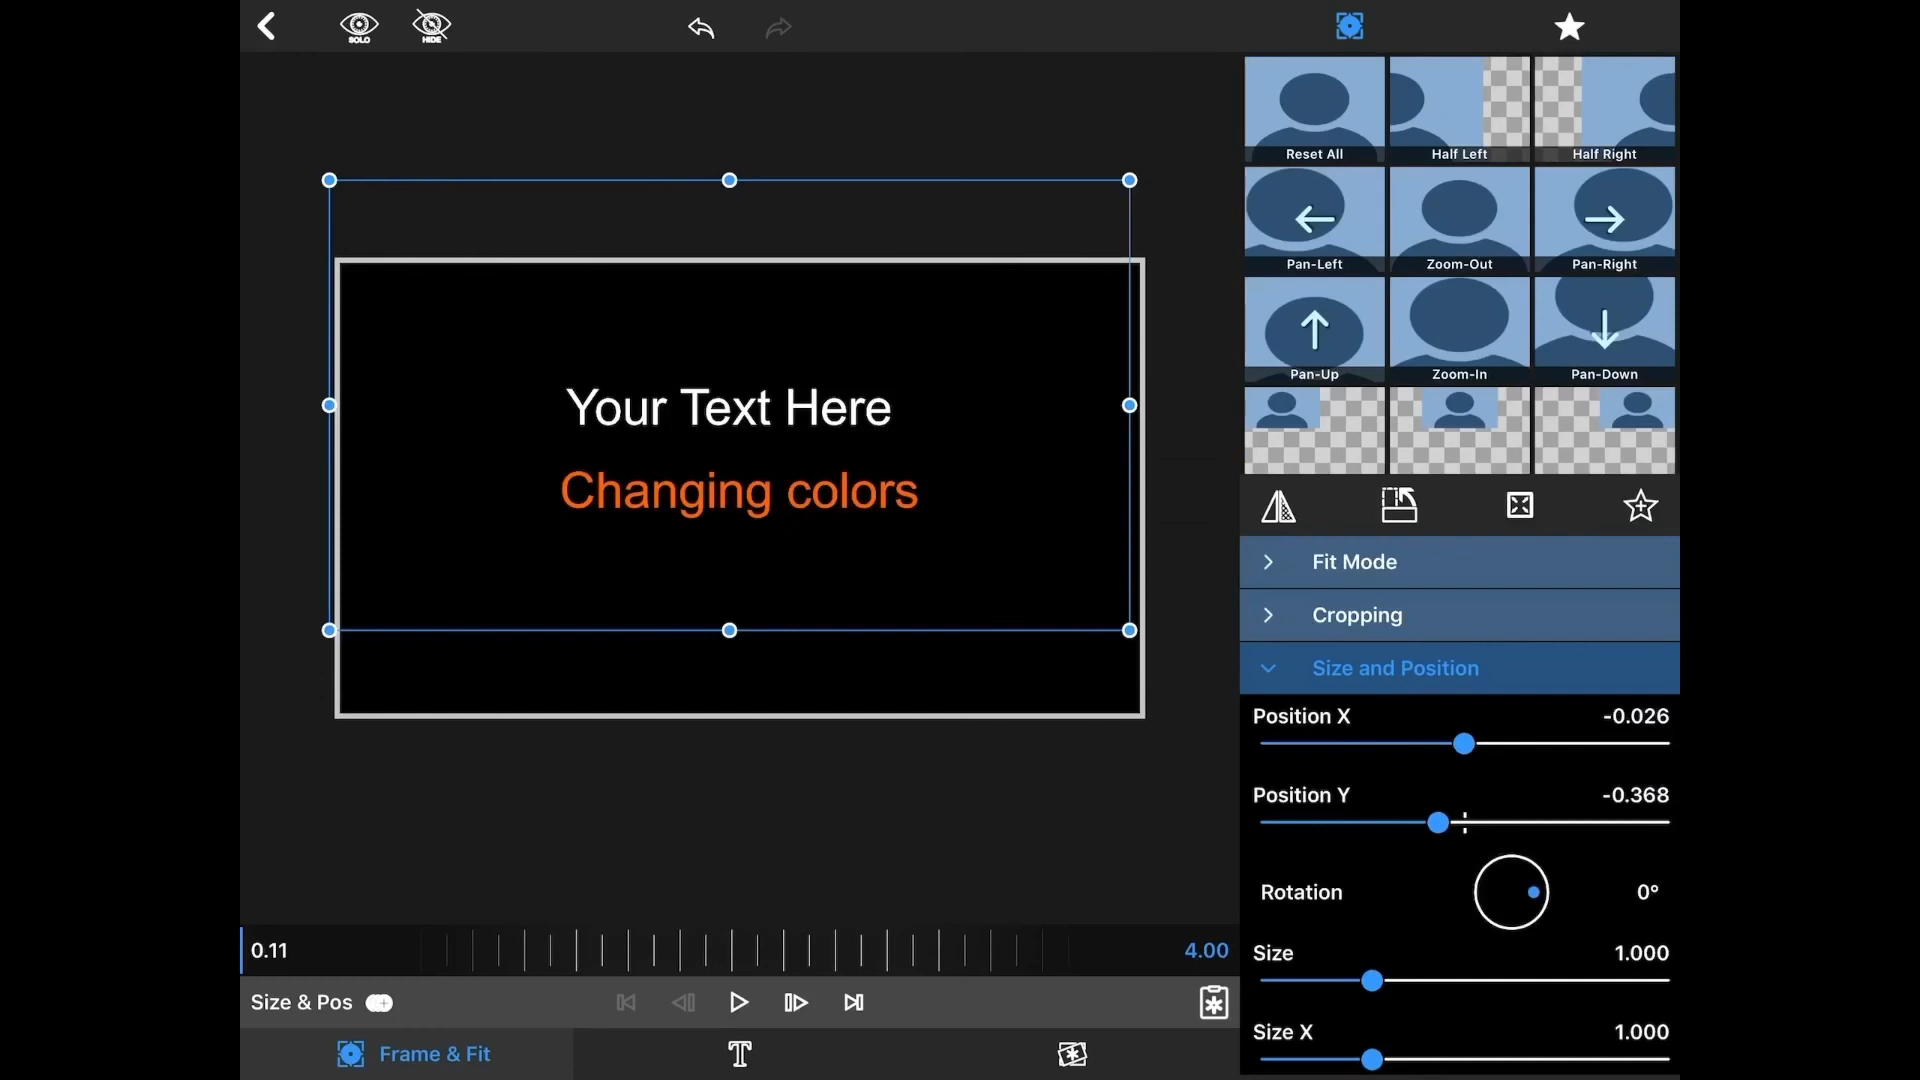 SOLO
HIDE
Reset All
Half Left
Half Right
Pan-Left
Zoom-Out
Pan-Right
Pan-Up
Zoom-In
Pan-Down
Your Text Here
Changing colors
Fit Mode
Cropping
Size and Position
Position X -0.026
Position Y -0.368
Rotation 0°
Size 1.000
Size X 1.000
0.11
4.00
Size & Pos
Frame & Fit